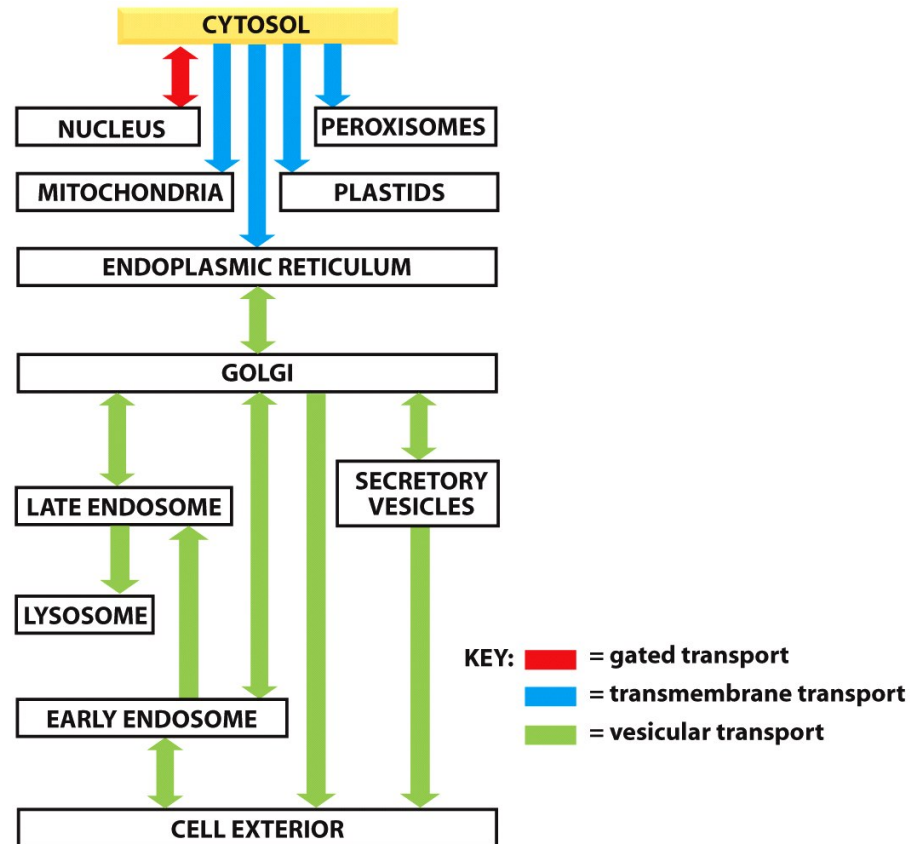 CYTOSOL
NUCLEUS
PEROXISOMES
MITOCHONDRIA
PLASTIDS
ENDOPLASMIC RETICULUM
GOLGI
SECRETORY
VESICLES
LATE ENDOSOME
LYSOSOME
KEY:
= gated transport
= transmembrane transport
= vesicular transport
EARLY ENDOSOME
CELL EXTERIOR